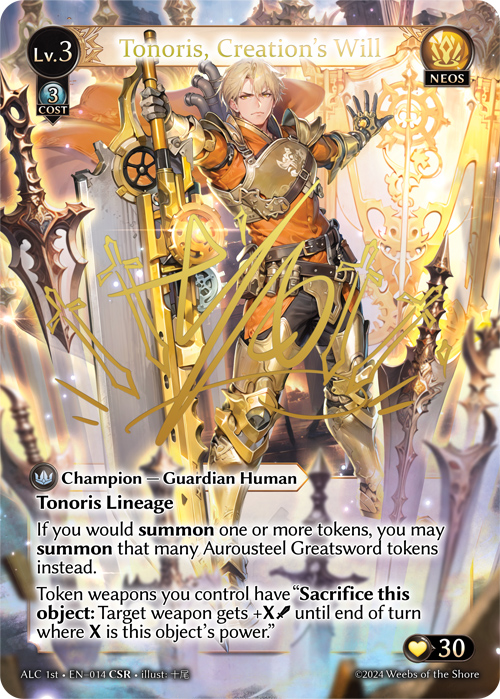 Lv.3
Tonoris, Creation's Will
NEOS
3
COST
Champion — Guardian Human
Tonoris Lineage
If you would summon one or more tokens, you may
summon that many Aurousteel Greatsword tokens
instead.
Token weapons you control have “Sacrifice this
object: Target weapon gets +X until end of turn
where X is this object's power.”
30
ALC 1st • EN-014 CSR • illust: 十尾
©2024 Weebs of the Shore